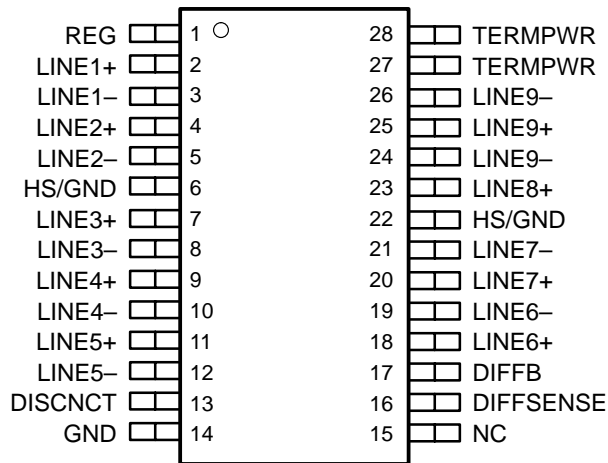 REG 1 28 TERMPWR
LINE1+ 2 27 TERMPWR
LINE1– 3 26 LINE9–
LINE2+ 4 25 LINE9+
LINE2– 5 24 LINE9–
HS/GND 6 23 LINE8+
LINE3+ 7 22 HS/GND
LINE3– 8 21 LINE7–
LINE4+ 9 20 LINE7+
LINE4– 10 19 LINE6–
LINE5+ 11 18 LINE6+
LINE5– 12 17 DIFFB
DISCNCT 13 16 DIFFSENSE
GND 14 15 NC